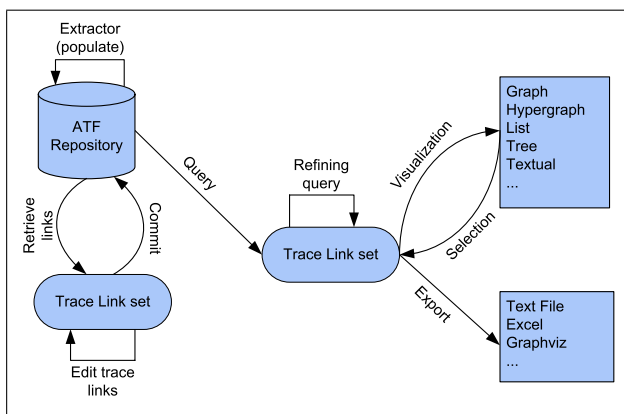 Extractor
(populate)
ATF
Repository
Query
Retrieve
links
Commit
Trace Link set
Edit trace
links
Refining
query
Trace Link set
Visualization
Selection
Export
Graph
Hypergraph
List
Tree
Textual
...
Text File
Excel
Graphviz
...